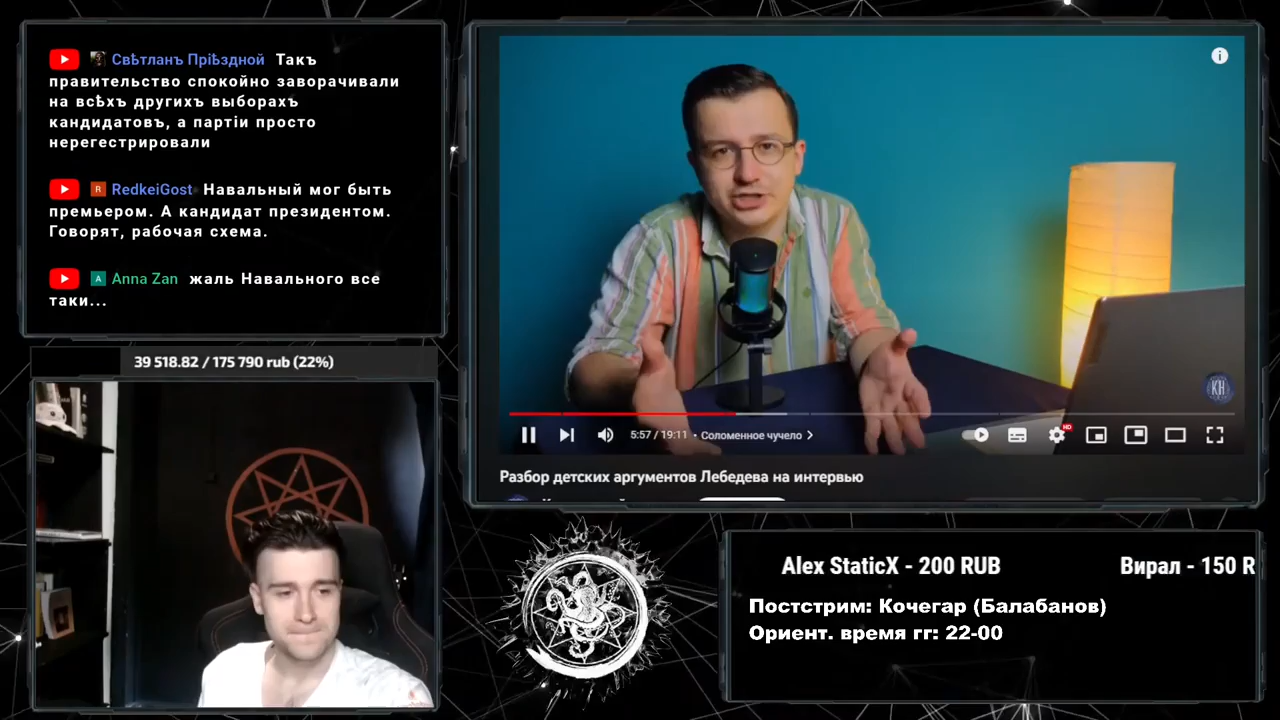 Свѣтланъ Пріѣздной Такъ
правительство спокойно заворачивали
на всѣхъ другихъ выборахъ
кандидатовъ, а партіи просто
нерегестрировали
R RedkeiGost Навальный мог быть
премьером. А кандидат президентом.
Говорят, рабочая схема.
A Anna Zan жаль Навального все
таки...
39 518.82 / 175 790 rub (22%)
КН
5:57 / 19:11 • Соломенное чучело
HD
Разбор детских аргументов Лебедева на интервью
Alex StaticX - 200 RUB Вирал - 150 R
Постстрим: Кочегар (Балабанов)
Ориент. время гг: 22-00